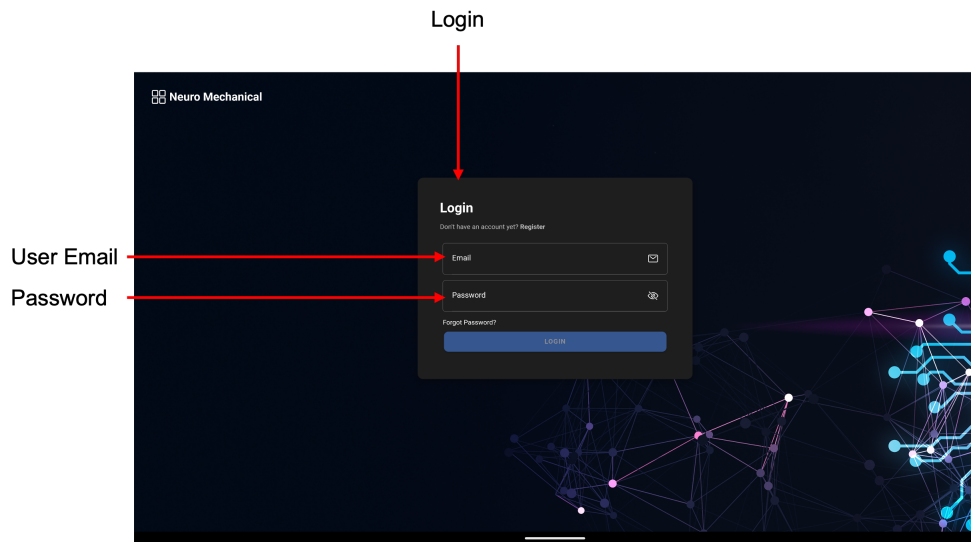 Login
Neuro Mechanical
Login
Don't have an account yet? Register
User Email
Email
Password
Password
Forgot Password?
LOGIN